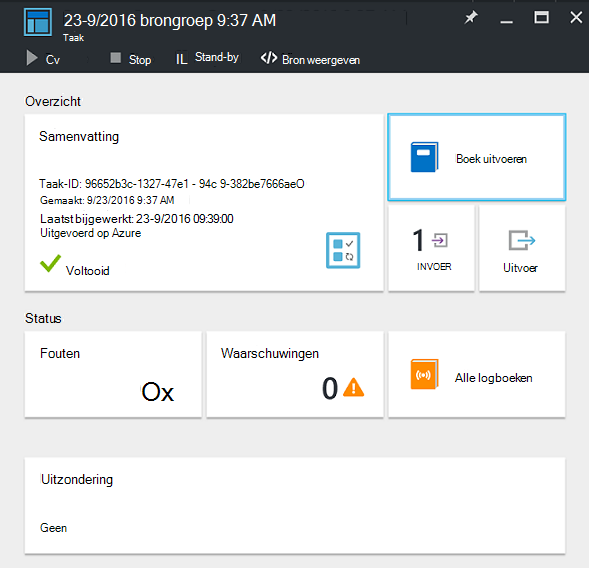 23-9/2016 brongroep 9:37 AM
Taak
Cv
Stop
IL Stand-by
Bron weergeven
Overzicht
Samenvatting
Boek uitvoeren
Taak-ID: 96652b3c-1327-47e1 - 94c 9-382be7666aeO
Gemaakt: 9/23/2016 9:37 AM
Laatst bijgewerkt: 23-9/2016 09:39:00
Uitgevoerd op Azure
Voltooid
1
INVOER
Uitvoer
Status
Fouten
Ox
Waarschuwingen
0
Alle logboeken
Uitzondering
Geen